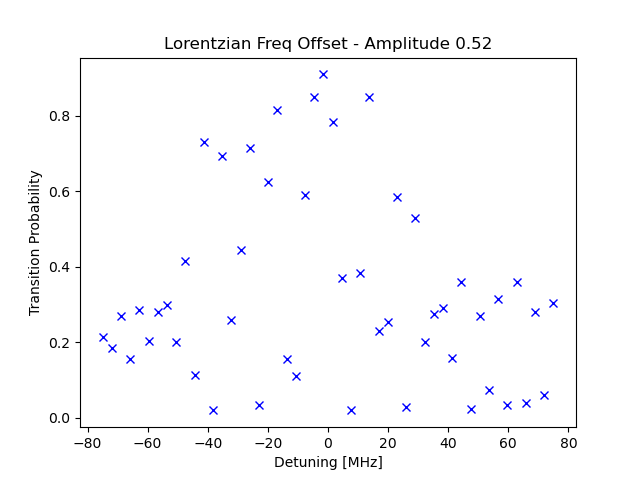 Lorentzian Freq Offset - Amplitude 0.52
Transition Probability
0.8
0.6
0.4
0.2
0.0
−80 −60 −40 −20 0 20 40 60 80
Detuning [MHz]